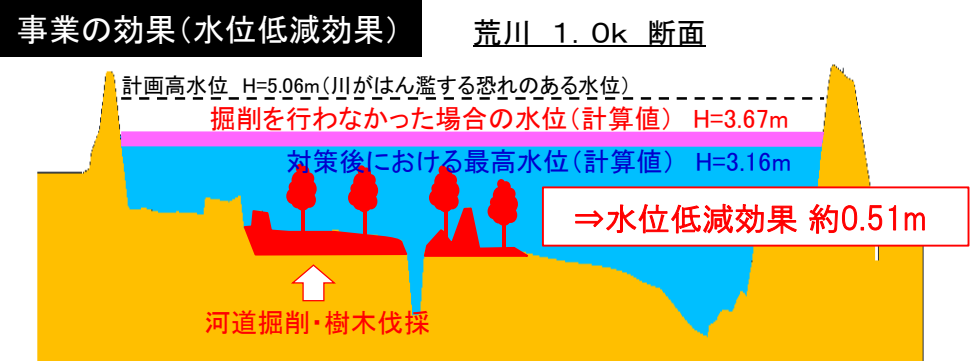 事業の効果(水位低減効果)
荒川 1.0k 断面
計画高水位 H=5.06m(川がはん濫する恐れのある水位)
掘削を行わなかった場合の水位(計算値) H=3.67m
対策後における最高水位(計算値) H=3.16m
⇒水位低減効果 約0.51m
河道掘削・樹木伐採